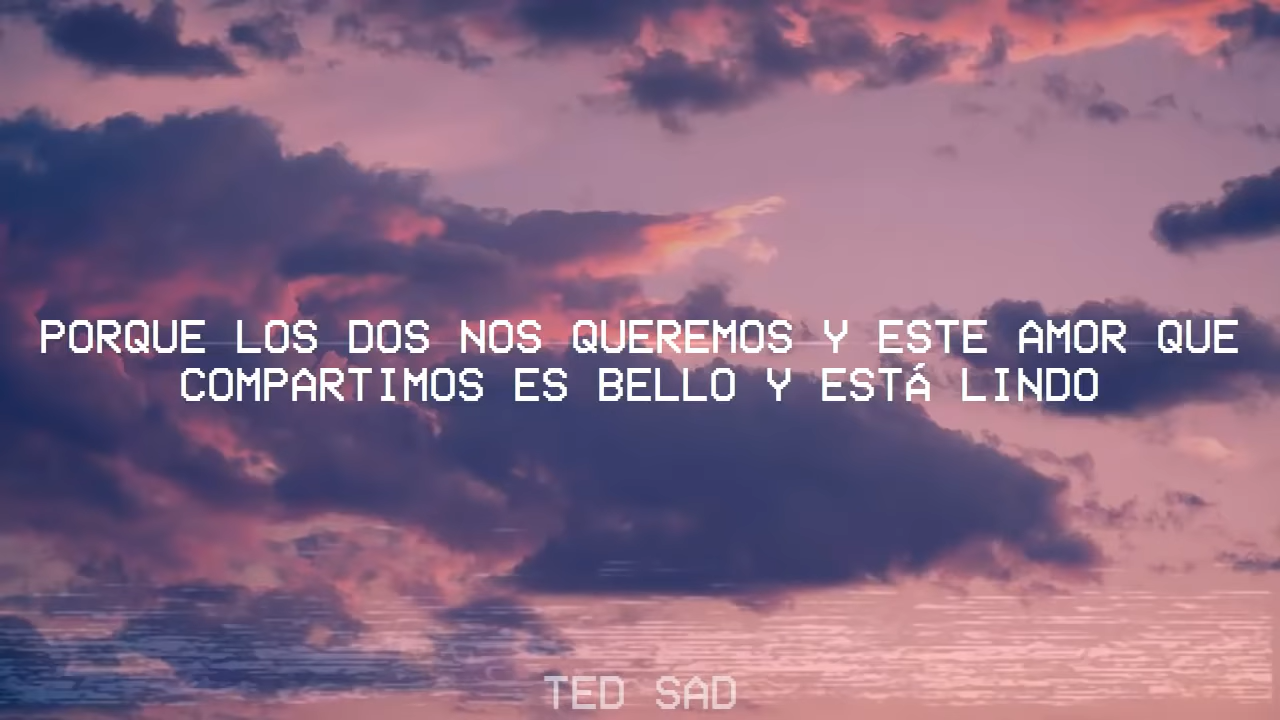 PORQUE LOS DOS NOS QUEREMOS Y ESTE AMOR QUE
COMPARTIMOS ES BELLO Y ESTÁ LINDO
TED SAD